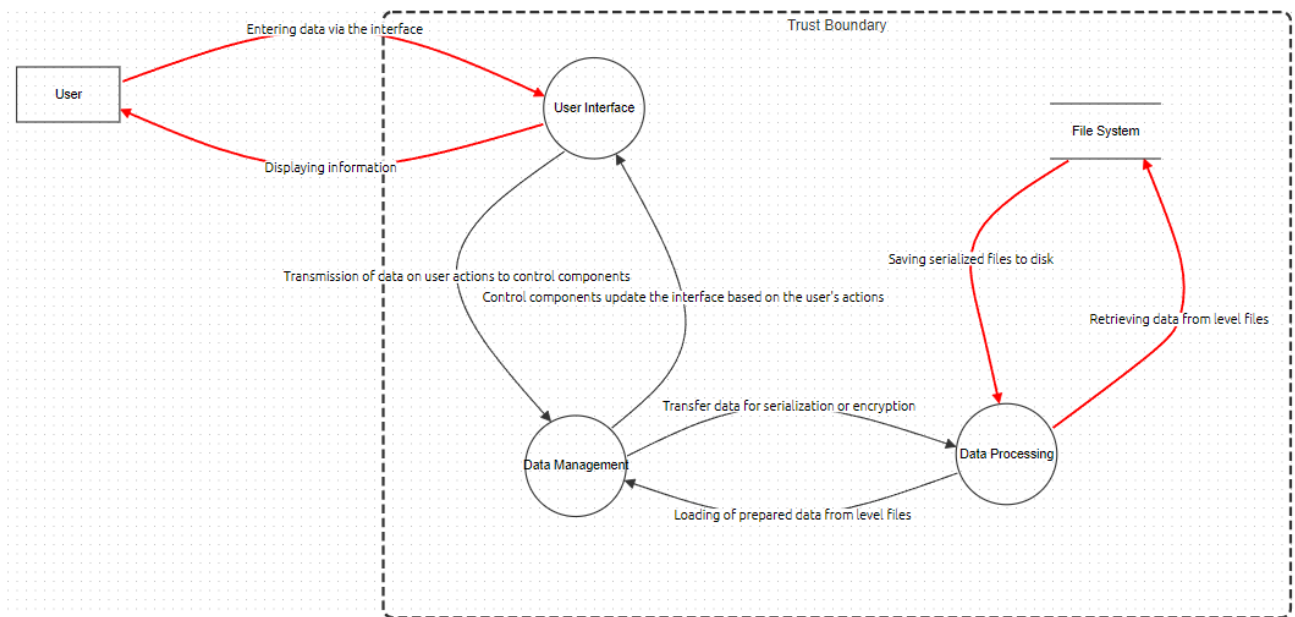 Trust Boundary
Entering data via the interface
User
User Interface
File System
Displaying information
Saving serialized files to disk
Transmission of data on user actions to control components
Control components update the interface based on the user's actions
Retrieving data from level files
Transfer data for serialization or encryption
Data Management
Data Processing
Loading of prepared data from level files